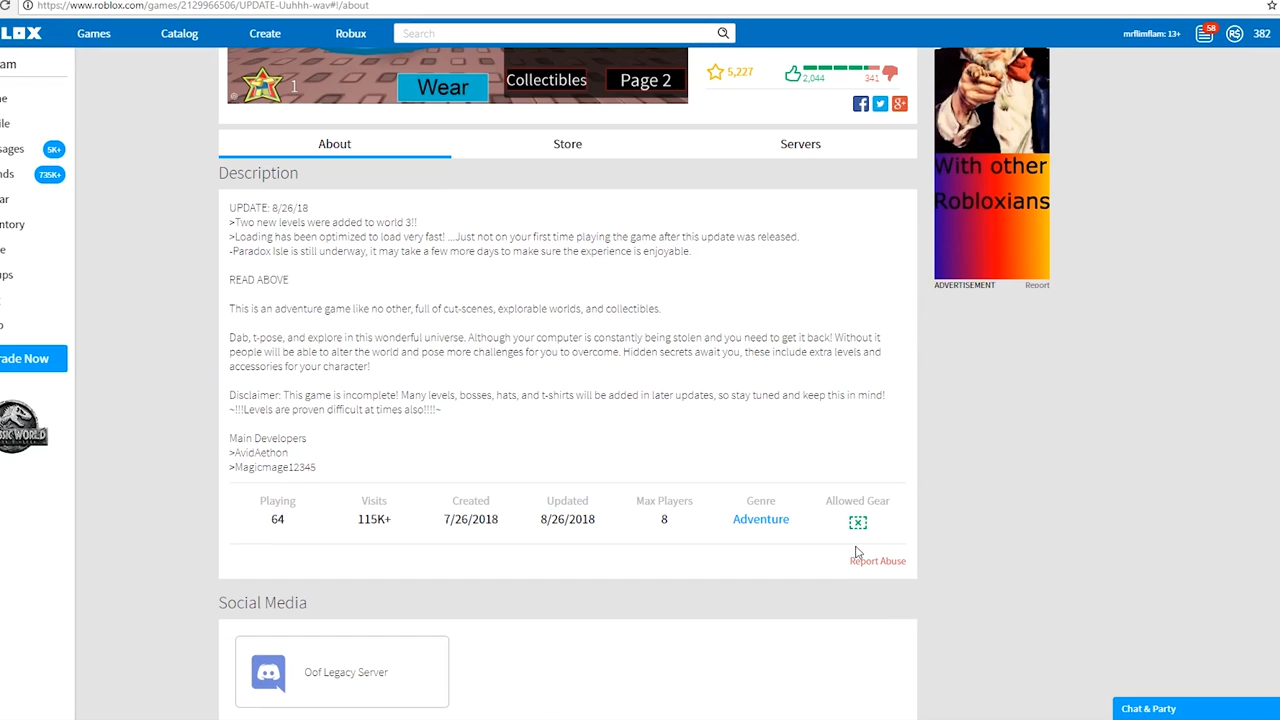 https://www.roblox.com/games/2129966506/UPDATE-Uuhhh-wav#!/about
LOX Games Catalog Create Robux Search mrflimflam: 13+ 58 R$ 382
am
ne
ile
sages 5K+
nds 735K+
ar
ntory
e
ups
rade Now
1 Wear Collectibles Page 2
5,227 2,044 341
About Store Servers
Description
UPDATE: 8/26/18
>Two new levels were added to world 3!!
>Loading has been optimized to load very fast! ...Just not on your first time playing the game after this update was released.
-Paradox Isle is still underway, it may take a few more days to make sure the experience is enjoyable.
READ ABOVE
This is an adventure game like no other, full of cut-scenes, explorable worlds, and collectibles.
Dab, t-pose, and explore in this wonderful universe. Although your computer is constantly being stolen and you need to get it back! Without it
people will be able to alter the world and pose more challenges for you to overcome. Hidden secrets await you, these include extra levels and
accessories for your character!
Disclaimer: This game is incomplete! Many levels, bosses, hats, and t-shirts will be added in later updates, so stay tuned and keep this in mind!
~!!!Levels are proven difficult at times also!!!!~
Main Developers
>AvidAethon
>Magicmage12345
Playing Visits Created Updated Max Players Genre Allowed Gear
64 115K+ 7/26/2018 8/26/2018 8 Adventure
Report Abuse
Social Media
Oof Legacy Server
With other
Robloxians
ADVERTISEMENT Report
Chat & Party